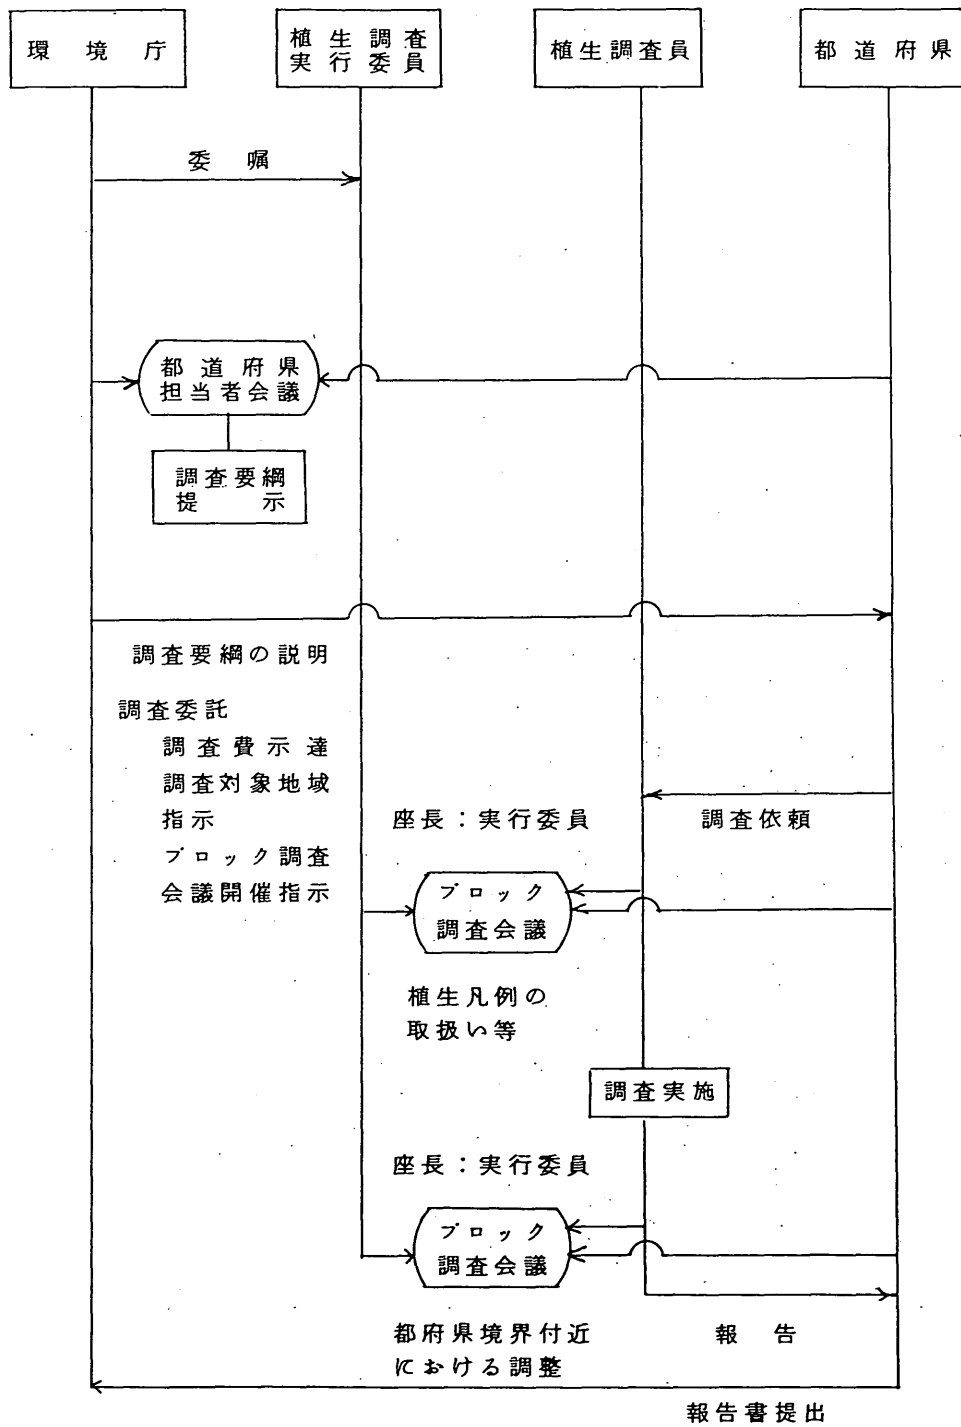 環境庁
植生調査
実行委員
植生調査員
都道府県
委嘱
都道府県
担当者会議
調査要綱
提示
調査要綱の説明
調査委託
調査費示達
調査対象地域
指示
ブロック調査
会議開催指示
調査依頼
座長：実行委員
ブロック
調査会議
植生凡例の
取扱い等
調査実施
座長：実行委員
ブロック
調査会議
都府県境界付近
における調整
報告
報告書提出